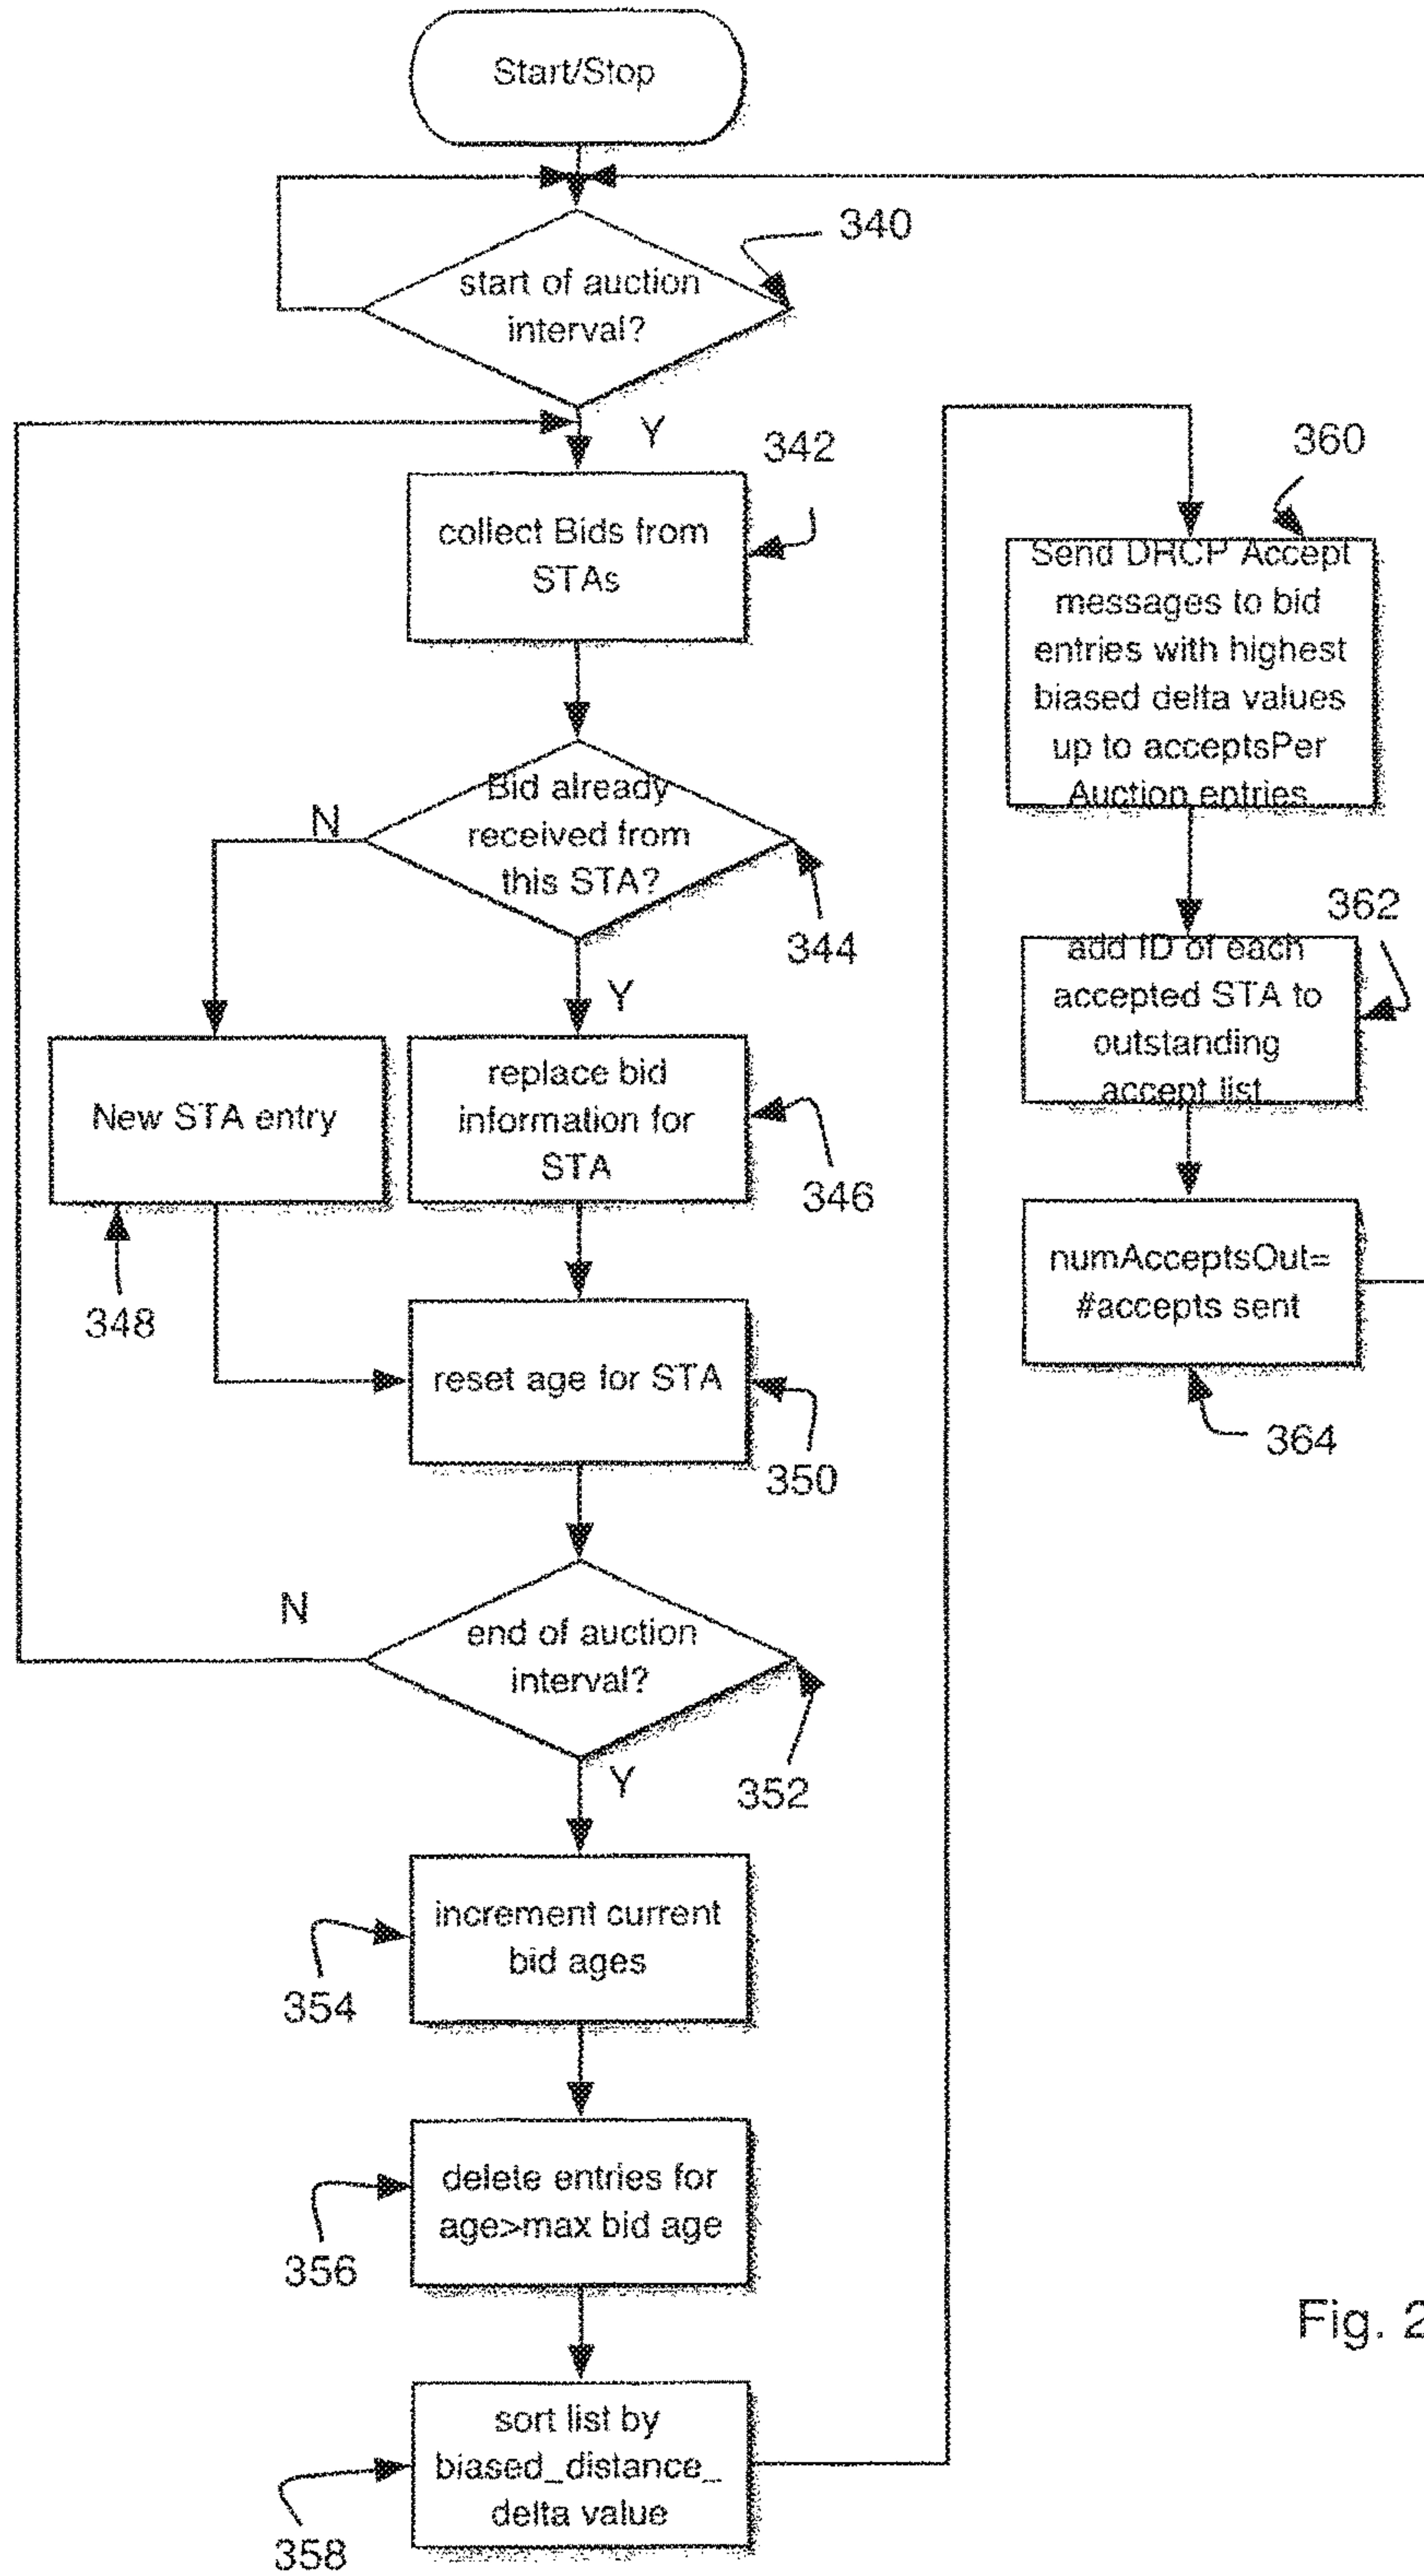 Start/Stop
340
start of auction
interval?
Y
342
collect Bids from
STAs
Bid already
received from
this STA?
N
344
Y
New STA entry
348
replace bid
information for
STA
346
reset age for STA
350
N
end of auction
interval?
352
Y
increment current
bid ages
354
delete entries for
age>max bid age
356
sort list by
biased_distance_
delta value
358
360
Send DRCP Accept
messages to bid
entries with highest
biased delta values
up to acceptsPer
Auction entries
362
add ID of each
accepted STA to
outstanding
accept list
numAcceptsOut=
#accepts sent
364
Fig. 2